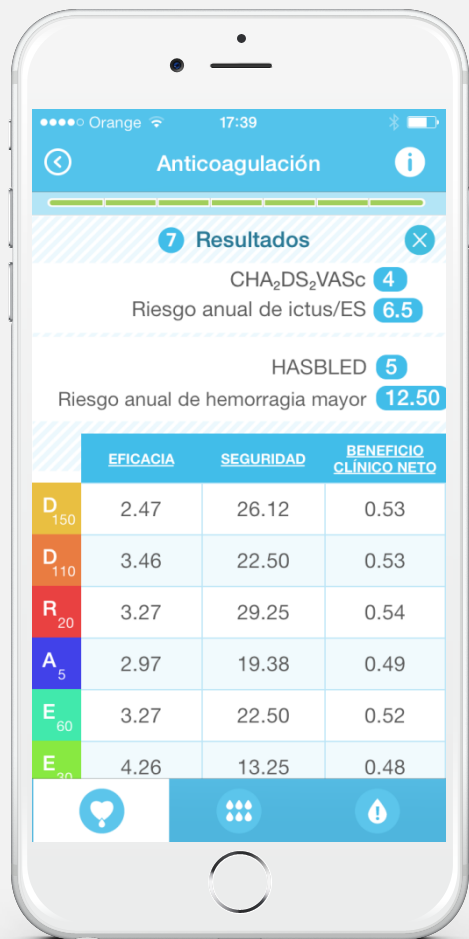 Orange 17:39
Anticoagulación i
7 Resultados
CHA₂DS₂VASc 4
Riesgo anual de ictus/ES 6.5
HASBLED 5
Riesgo anual de hemorragia mayor 12.50
EFICACIA SEGURIDAD BENEFICIO CLÍNICO NETO
D150 2.47 26.12 0.53
D110 3.46 22.50 0.53
R20 3.27 29.25 0.54
A5 2.97 19.38 0.49
E60 3.27 22.50 0.52
E30 4.26 13.25 0.48